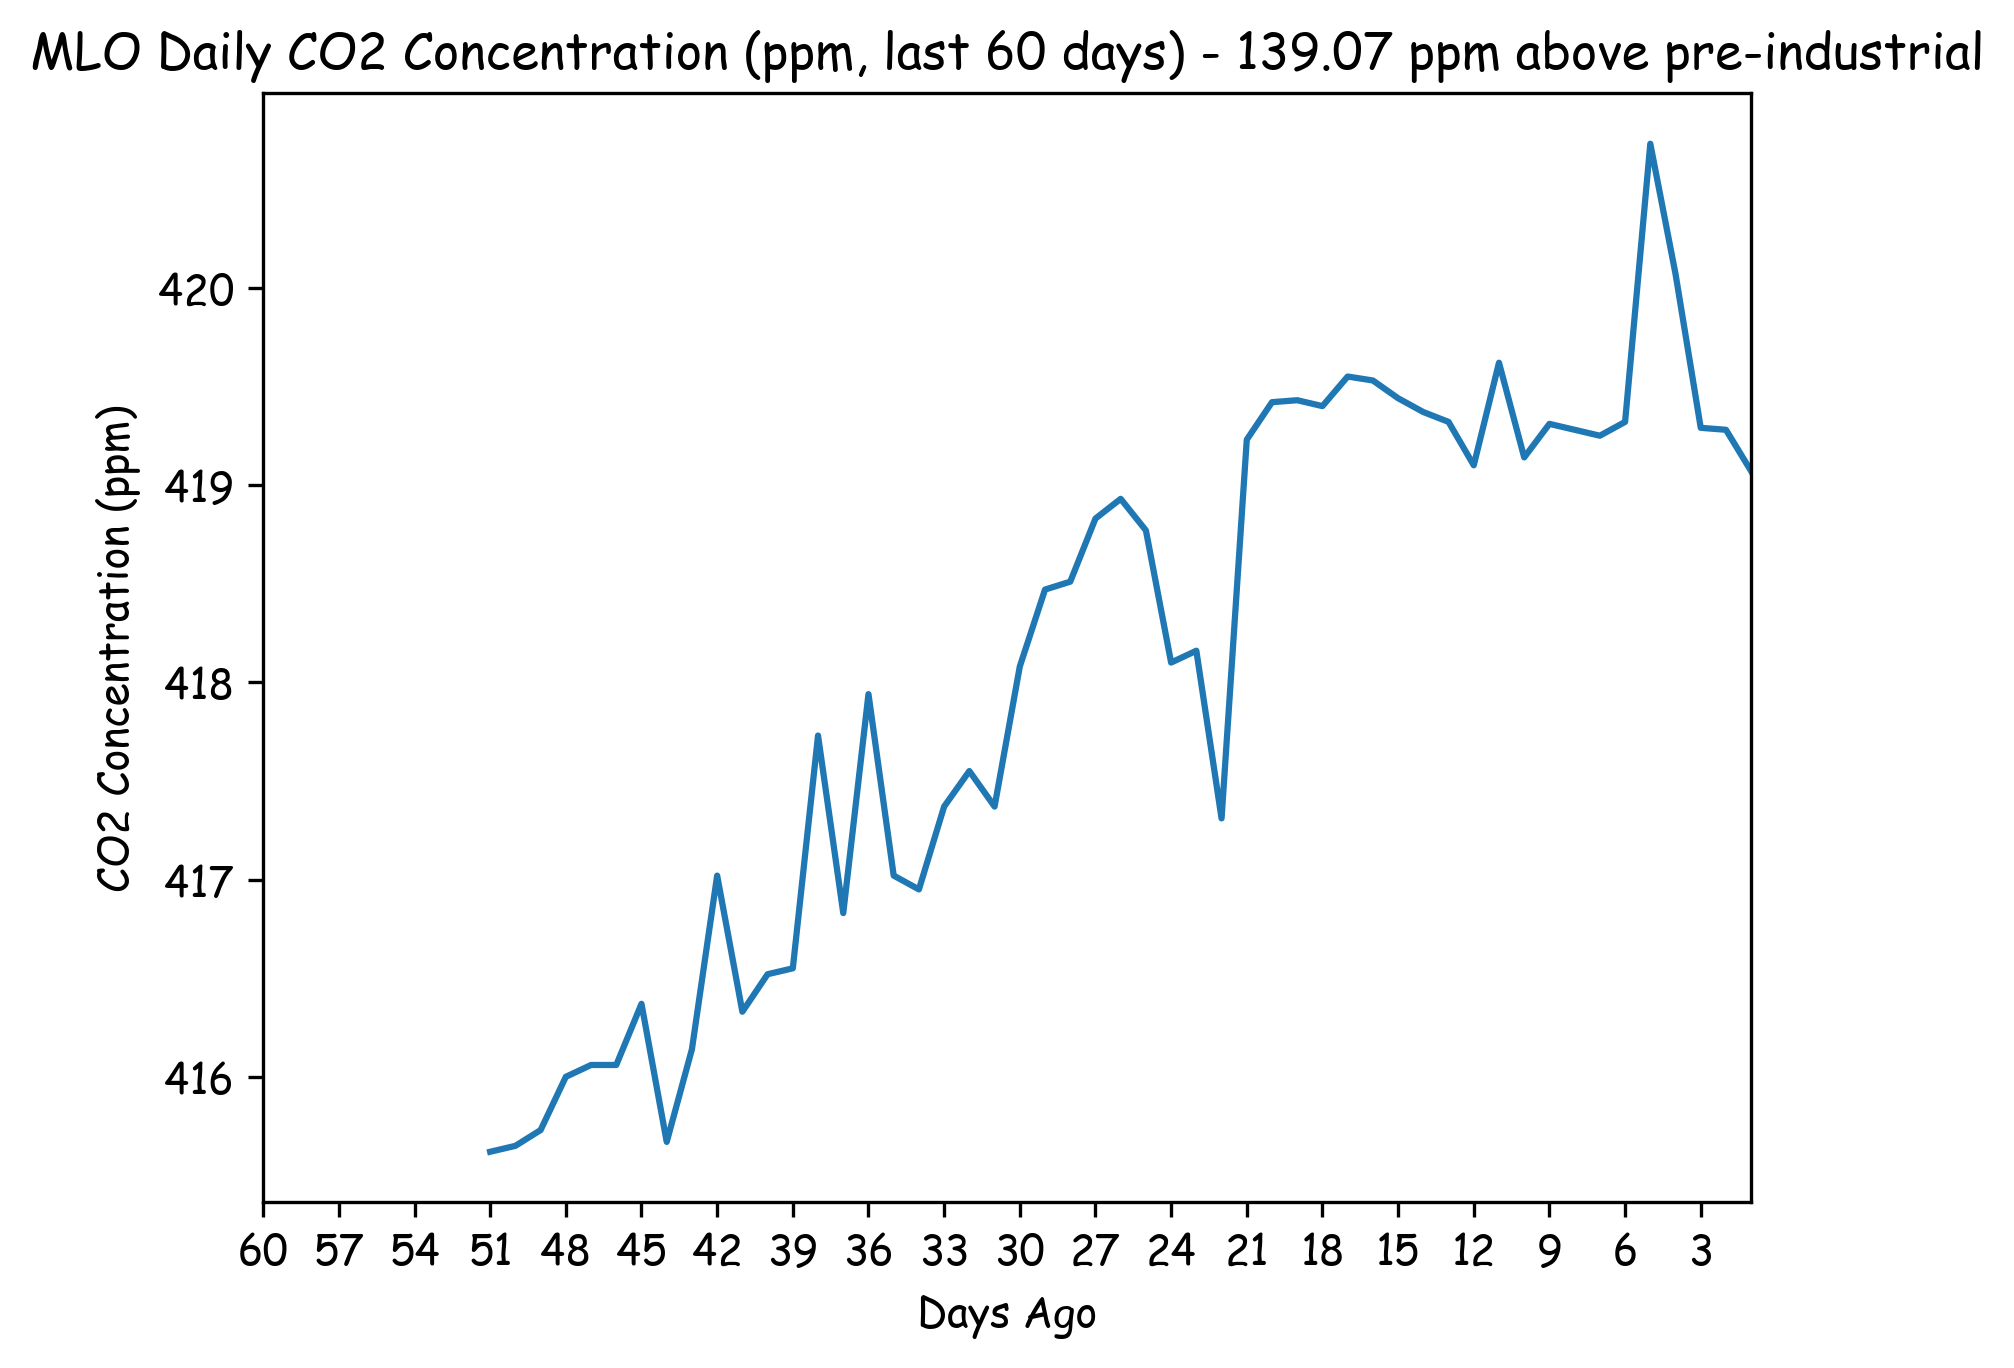 MLO Daily CO2 Concentration (ppm, last 60 days) - 139.07 ppm above pre-industrial
420
419
418
417
416
CO2 Concentration (ppm)
60 57 54 51 48 45 42 39 36 33 30 27 24 21 18 15 12 9 6 3
Days Ago